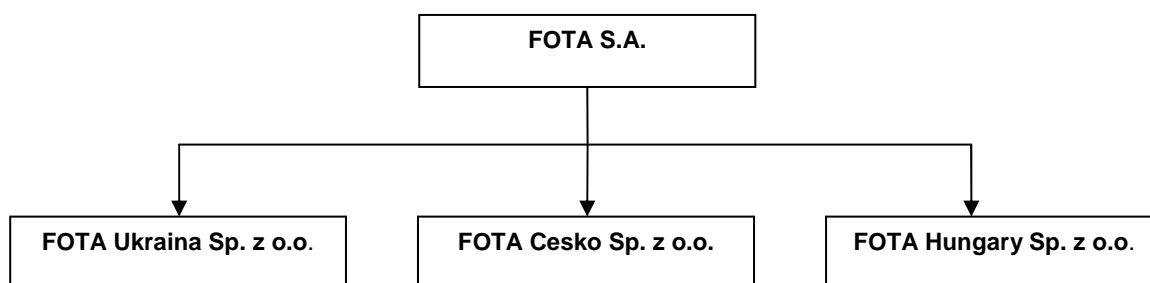 FOTA S.A.
FOTA Ukraina Sp. z o.o.
FOTA Cesko Sp. z o.o.
FOTA Hungary Sp. z o.o.